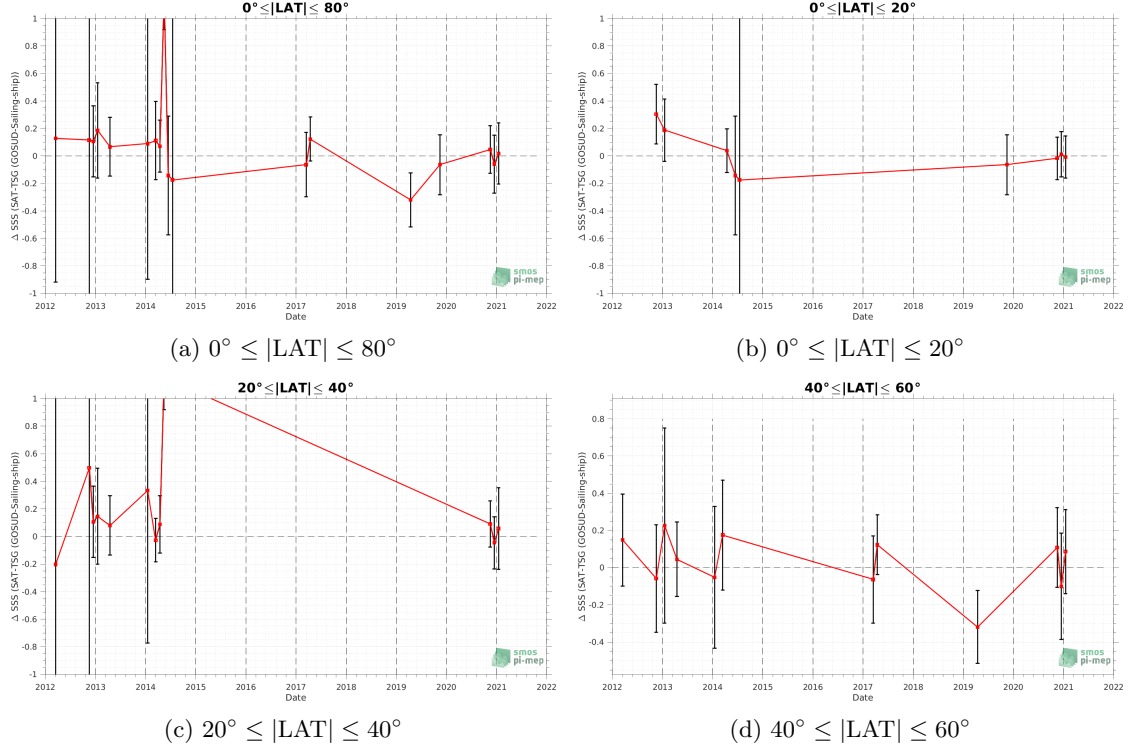 0°≤|LAT|≤ 80°
Δ SSS (SAT-TSG (GOSUD-Sailing-ship))
1
0.8
0.6
0.4
0.2
0
-0.2
-0.4
-0.6
-0.8
-1
2012 2013 2014 2015 2016 2017 2018 2019 2020 2021 2022
Date
smos
pi-mep
(a) 0° ≤ |LAT| ≤ 80°
0°≤|LAT|≤ 20°
Δ SSS (SAT-TSG (GOSUD-Sailing-ship))
1
0.8
0.6
0.4
0.2
0
-0.2
-0.4
-0.6
-0.8
-1
2012 2013 2014 2015 2016 2017 2018 2019 2020 2021 2022
Date
smos
pi-mep
(b) 0° ≤ |LAT| ≤ 20°
20°≤|LAT|≤ 40°
Δ SSS (SAT-TSG (GOSUD-Sailing-ship))
1
0.8
0.6
0.4
0.2
0
-0.2
-0.4
-0.6
-0.8
-1
2012 2013 2014 2015 2016 2017 2018 2019 2020 2021 2022
Date
smos
pi-mep
(c) 20° ≤ |LAT| ≤ 40°
40°≤|LAT|≤ 60°
Δ SSS (SAT-TSG (GOSUD-Sailing-ship))
0.8
0.6
0.4
0.2
0
-0.2
-0.4
2012 2013 2014 2015 2016 2017 2018 2019 2020 2021 2022
Date
smos
pi-mep
(d) 40° ≤ |LAT| ≤ 60°